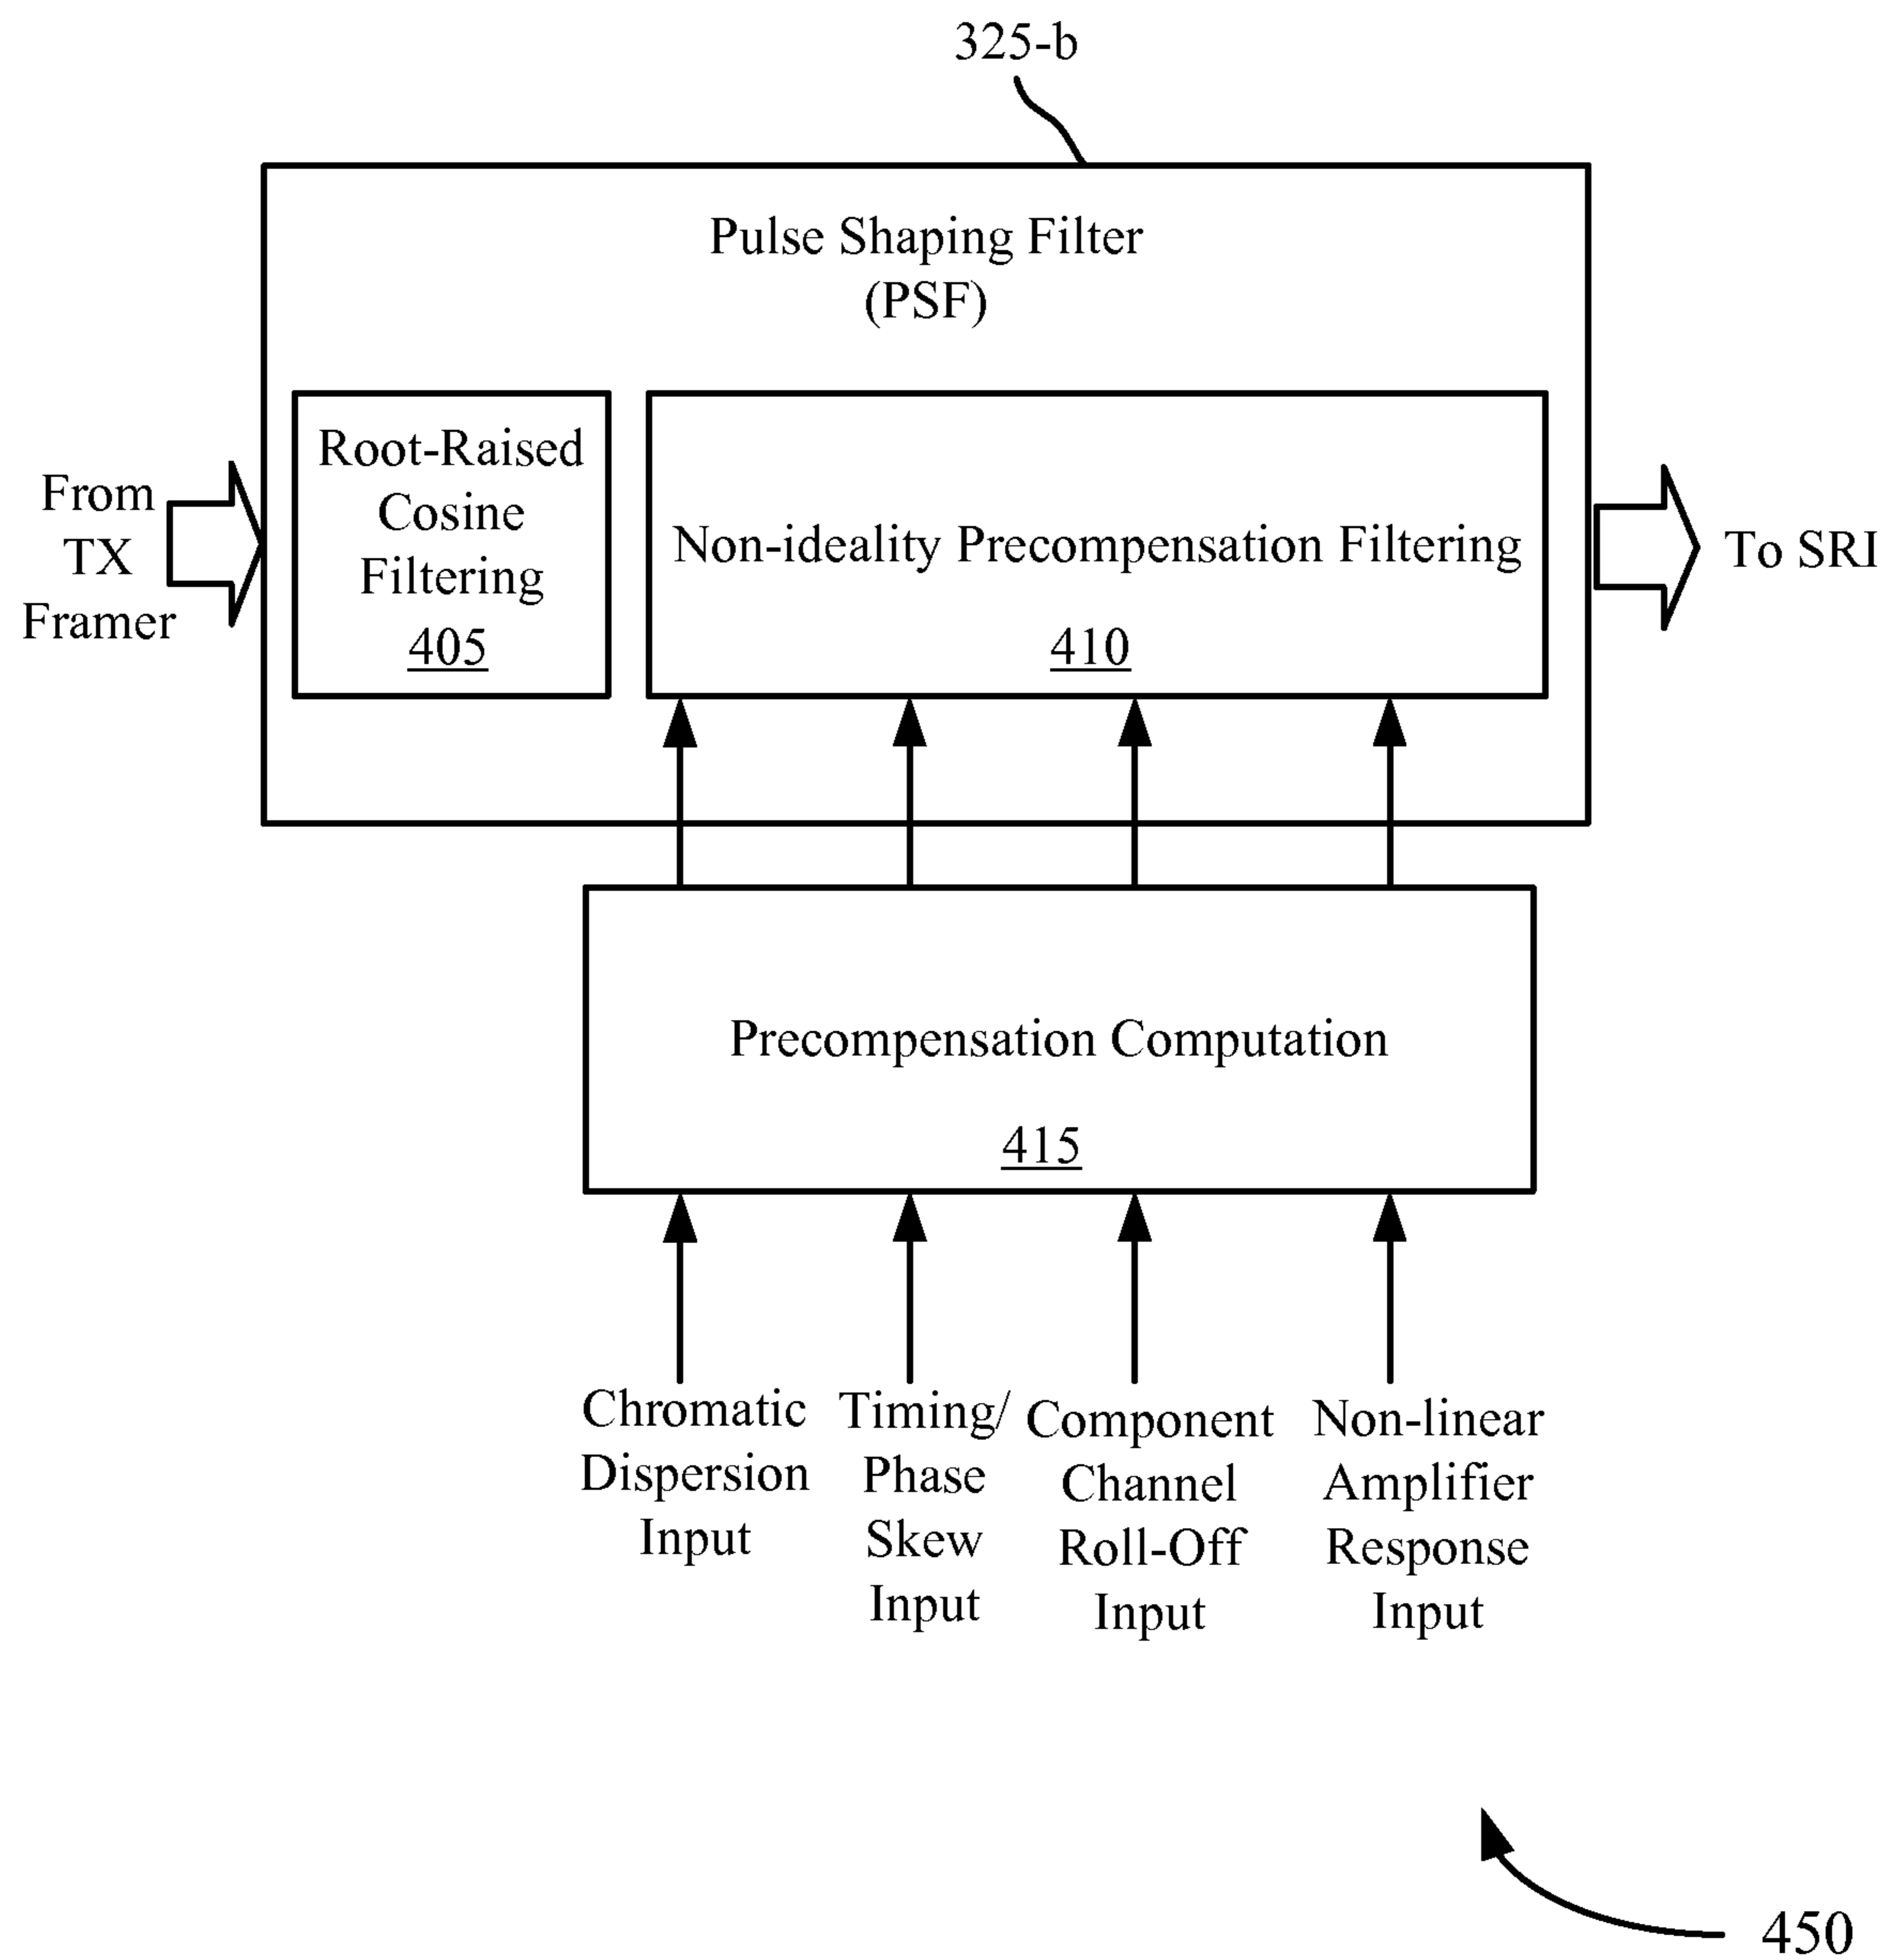 325-b
Pulse Shaping Filter
(PSF)
From
TX
Framer
Root-Raised
Cosine
Filtering
405
Non-ideality Precompensation Filtering
410
To SRI
Precompensation Computation
415
Chromatic
Dispersion
Input
Timing/
Phase
Skew
Input
Component
Channel
Roll-Off
Input
Non-linear
Amplifier
Response
Input
450